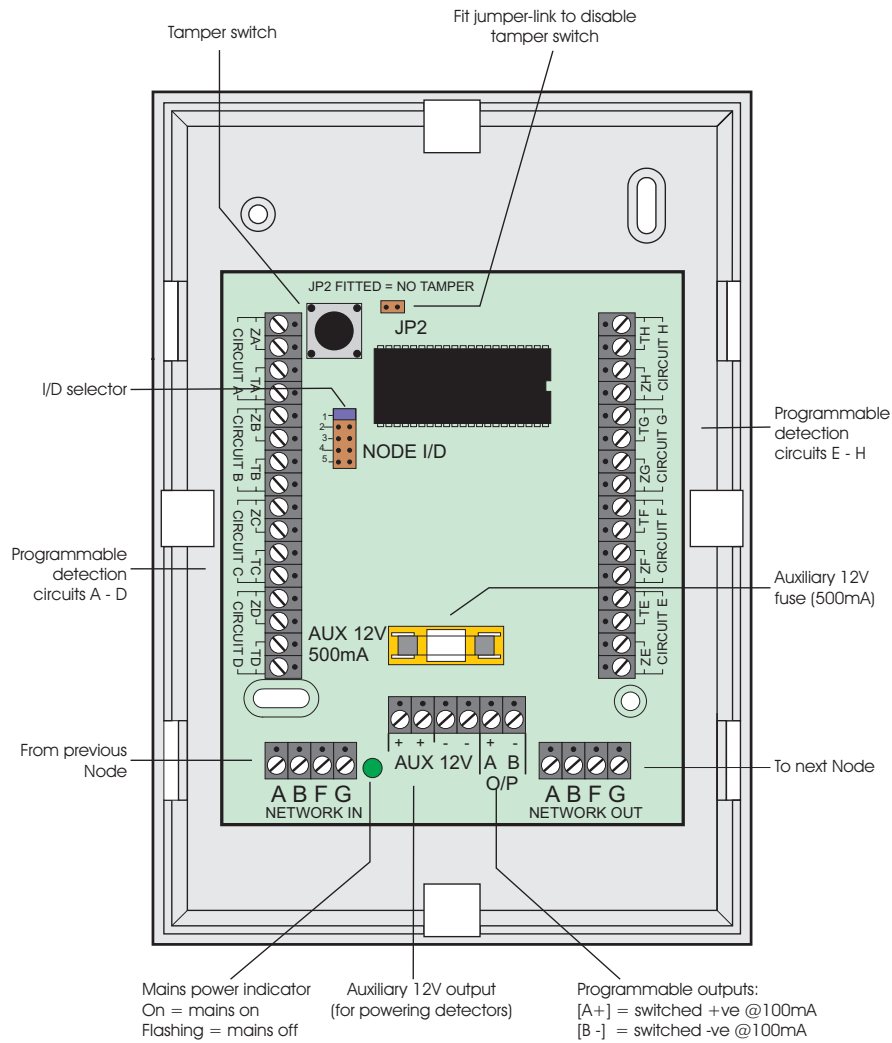 Fit jumper-link to disable
tamper switch
Tamper switch
JP2 FITTED = NO TAMPER
JP2
I/D selector
1
2
3
4
5
NODE I/D
ZA
TA
CIRCUIT A
ZB
TB
CIRCUIT B
ZC
TC
CIRCUIT C
ZD
TD
CIRCUIT D
TH
ZH
CIRCUIT H
TG
ZG
CIRCUIT G
TF
ZF
CIRCUIT F
TE
ZE
CIRCUIT E
Programmable
detection
circuits E - H
Programmable
detection
circuits A - D
Auxiliary 12V
fuse (500mA)
AUX 12V
500mA
From previous
Node
+ + - - + -
AUX 12V
A B
O/P
To next Node
A B F G
NETWORK IN
A B F G
NETWORK OUT
Mains power indicator
On = mains on
Flashing = mains off
Auxiliary 12V output
(for powering detectors)
Programmable outputs:
[A+] = switched +ve @100mA
[B -] = switched -ve @100mA